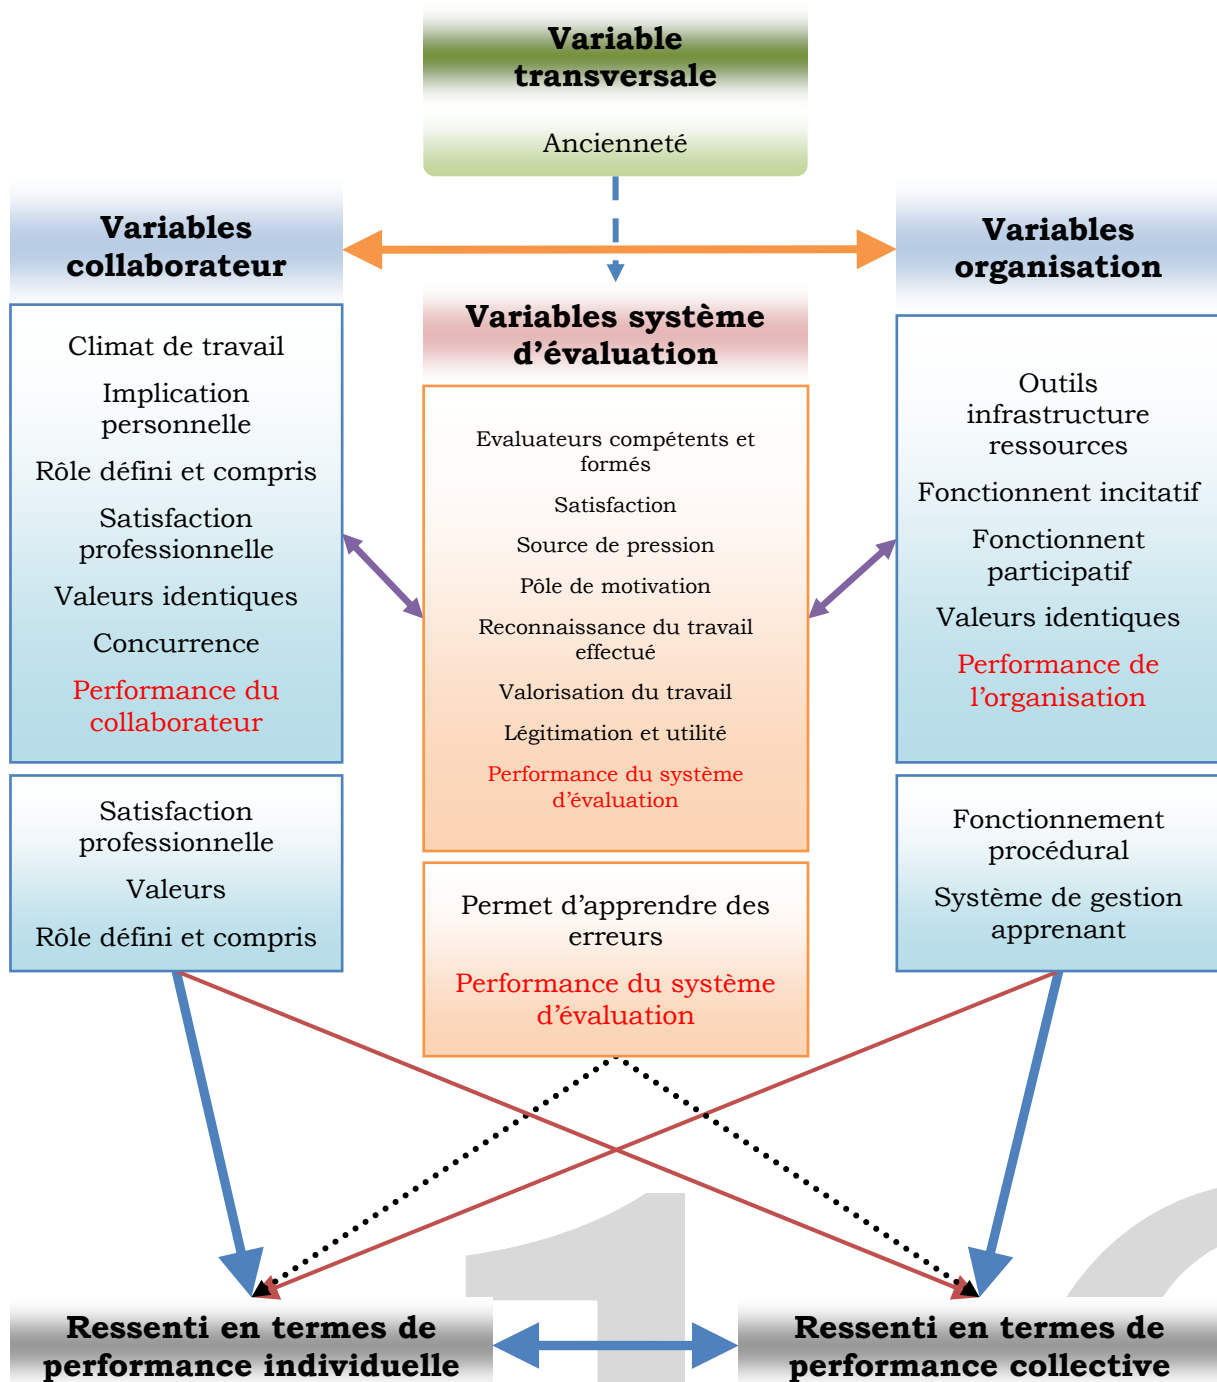 Variable
transversale
Ancienneté
Variables
collaborateur
Climat de travail
Implication
personnelle
Rôle défini et compris
Satisfaction
professionnelle
Valeurs identiques
Concurrence
Performance du
collaborateur
Satisfaction
professionnelle
Valeurs
Rôle défini et compris
Variables système
d’évaluation
Evaluateurs compétents et
formés
Satisfaction
Source de pression
Pôle de motivation
Reconnaissance du travail
effectué
Valorisation du travail
Légitimation et utilité
Performance du système
d’évaluation
Permet d’apprendre des
erreurs
Performance du système
d’évaluation
Variables
organisation
Outils
infrastructure
ressources
Fonctionnent incitatif
Fonctionnent
participatif
Valeurs identiques
Performance de
l’organisation
Fonctionnement
procédural
Système de gestion
apprenant
Ressenti en termes de
performance individuelle
Ressenti en termes de
performance collective